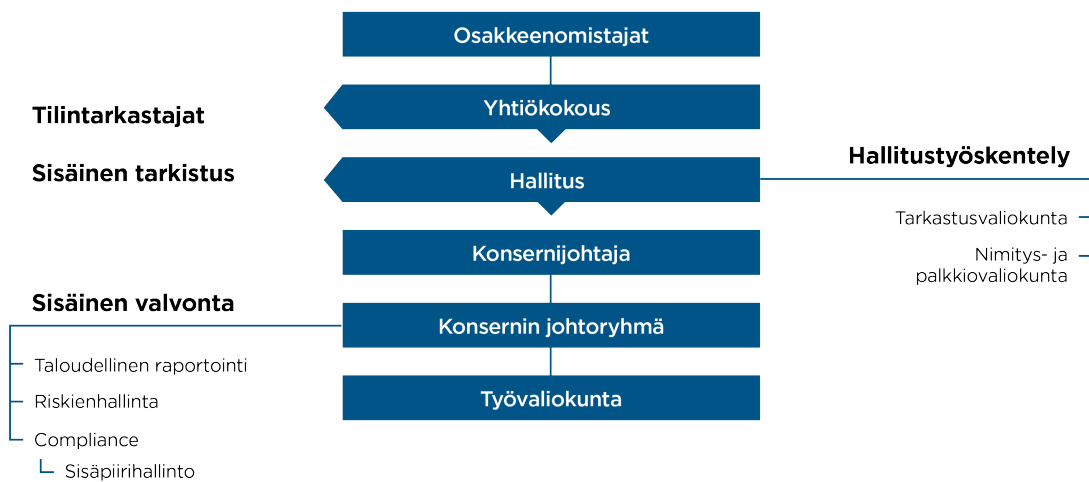 Osakkeenomistajat
Tilintarkastajat
Yhtiökokous
Sisäinen tarkistus
Hallitus
Hallitustyöskentely
Tarkastusvaliokunta
Nimitys- ja
palkkiovaliokunta
Konsernijohtaja
Sisäinen valvonta
Konsernin johtoryhmä
Taloudellinen raportointi
Riskienhallinta
Compliance
Sisäpiirihallinto
Työvaliokunta